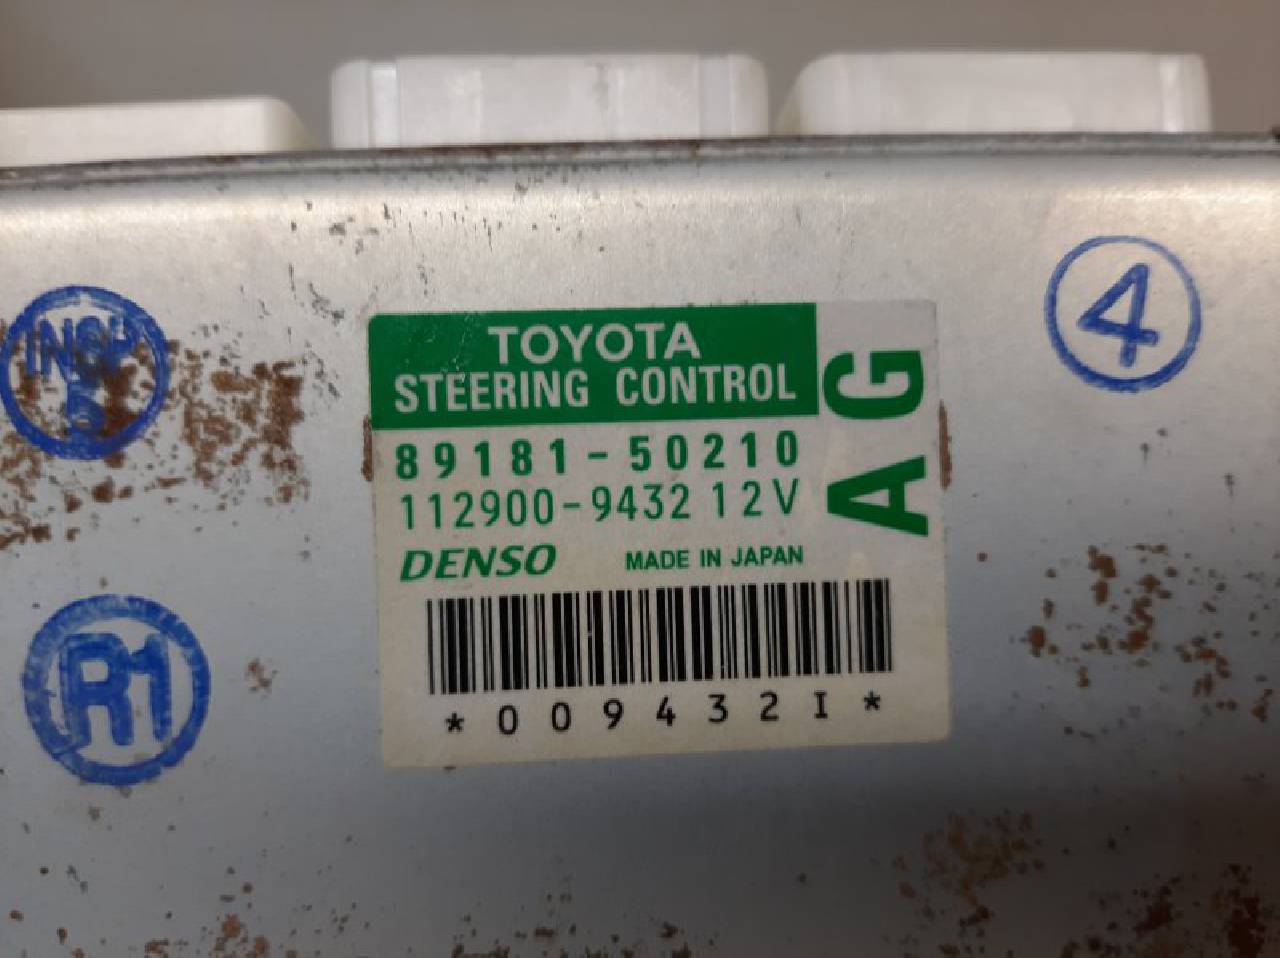 TOYOTA
STEERING CONTROL
89181-50210
112900-9432 12V
DENSO MADE IN JAPAN
AG
*009432I*
4
R1